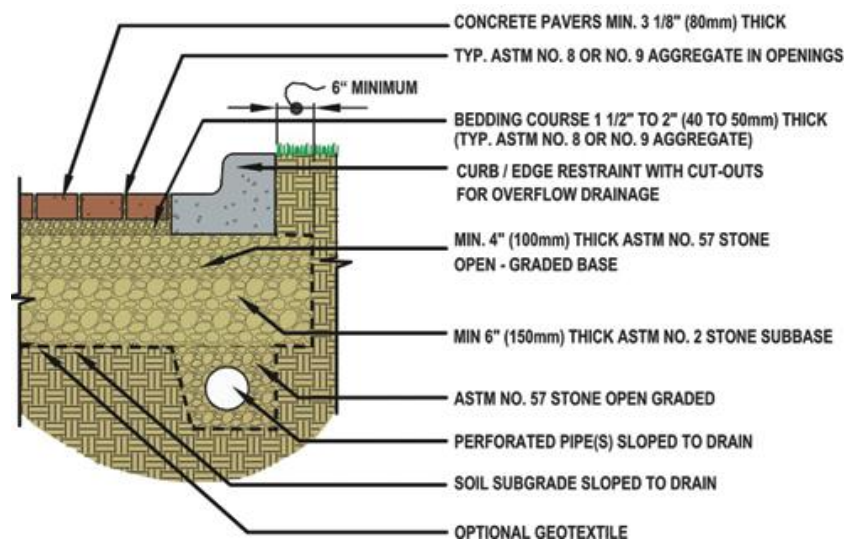 CONCRETE PAVERS MIN. 3 1/8" (80mm) THICK
TYP. ASTM NO. 8 OR NO. 9 AGGREGATE IN OPENINGS
6" MINIMUM
BEDDING COURSE 1 1/2" TO 2" (40 TO 50mm) THICK
(TYP. ASTM NO. 8 OR NO. 9 AGGREGATE)
CURB / EDGE RESTRAINT WITH CUT-OUTS
FOR OVERFLOW DRAINAGE
MIN. 4" (100mm) THICK ASTM NO. 57 STONE
OPEN - GRADED BASE
MIN 6" (150mm) THICK ASTM NO. 2 STONE SUBBASE
ASTM NO. 57 STONE OPEN GRADED
PERFORATED PIPE(S) SLOPED TO DRAIN
SOIL SUBGRADE SLOPED TO DRAIN
OPTIONAL GEOTEXTILE